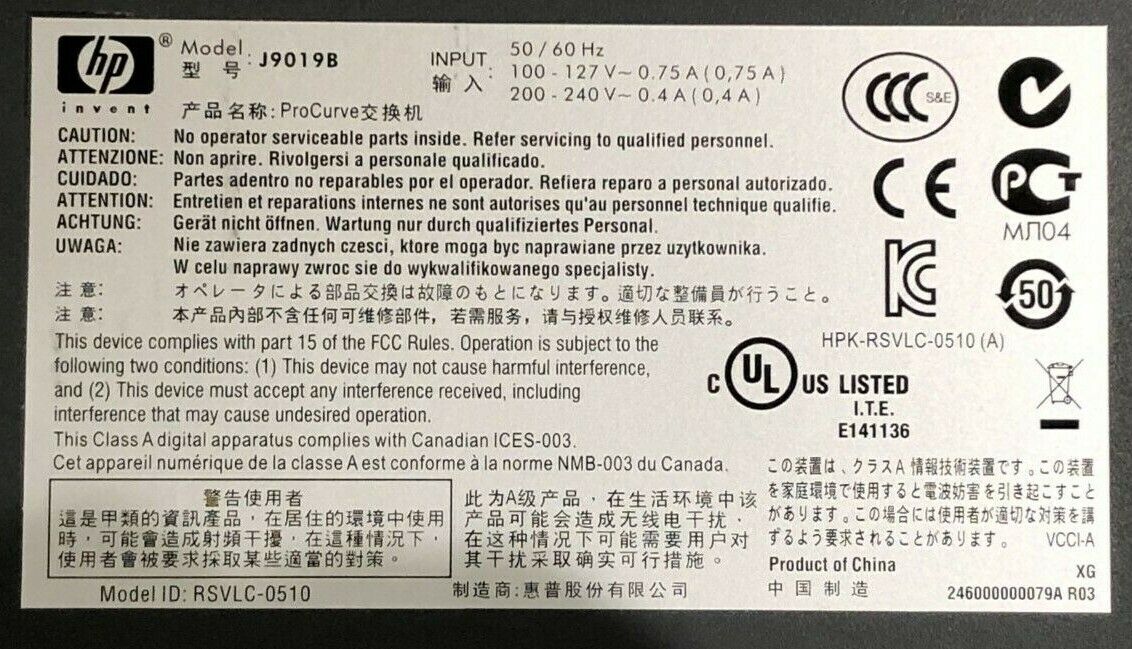 hp
®
invent
Model
型 号 : J9019B
INPUT
输 入 :
50 / 60 Hz
100 - 127 V~ 0.75 A ( 0,75 A )
200 - 240 V~ 0.4 A ( 0,4 A )
产品名称: ProCurve交换机
CCC S&E
CAUTION: No operator serviceable parts inside. Refer servicing to qualified personnel.
ATTENZIONE: Non aprire. Rivolgersi a personale qualificado.
CUIDADO: Partes adentro no reparables por el operador. Refiera reparo a personal autorizado.
ATTENTION: Entretien et reparations internes ne sont autorises qu'au personnel technique qualifie.
ACHTUNG: Gerät nicht öffnen. Wartung nur durch qualifiziertes Personal.
UWAGA: Nie zawiera zadnych czesci, ktore moga byc naprawiane przez uzytkownika.
W celu naprawy zwroc sie do wykwalifikowanego specjalisty.
注 意: オペレータによる部品交換は故障のもとになります。適切な整備員が行うこと。
注 意: 本产品內部不含任何可维修部件，若需服务，请与授权维修人员联系。
CE
PCT
МЛ04
KC
50
HPK-RSVLC-0510 (A)
This device complies with part 15 of the FCC Rules. Operation is subject to the
following two conditions: (1) This device may not cause harmful interference,
and (2) This device must accept any interference received, including
interference that may cause undesired operation.
This Class A digital apparatus complies with Canadian ICES-003.
Cet appareil numérique de la classe A est conforme à la norme NMB-003 du Canada.
C UL US LISTED
I.T.E.
E141136
警告使用者
這是甲類的資訊產品，在居住的環境中使用
時，可能會造成射頻干擾，在這種情況下，
使用者會被要求採取某些適當的對策。
此为A级产品，在生活环境中该
产品可能会造成无线电干扰，
在这种情况下可能需要用户对
其干扰采取确实可行措施。
この装置は、クラスA 情報技術装置です。この装置
を家庭環境で使用すると電波妨害を引き起こすこと
があります。この場合には使用者が適切な対策を講
ずるよう要求されることがあります。 VCCI-A
Model ID: RSVLC-0510
制造商: 惠普股份有限公司
Product of China
中 国 制 造
XG
246000000079A R03